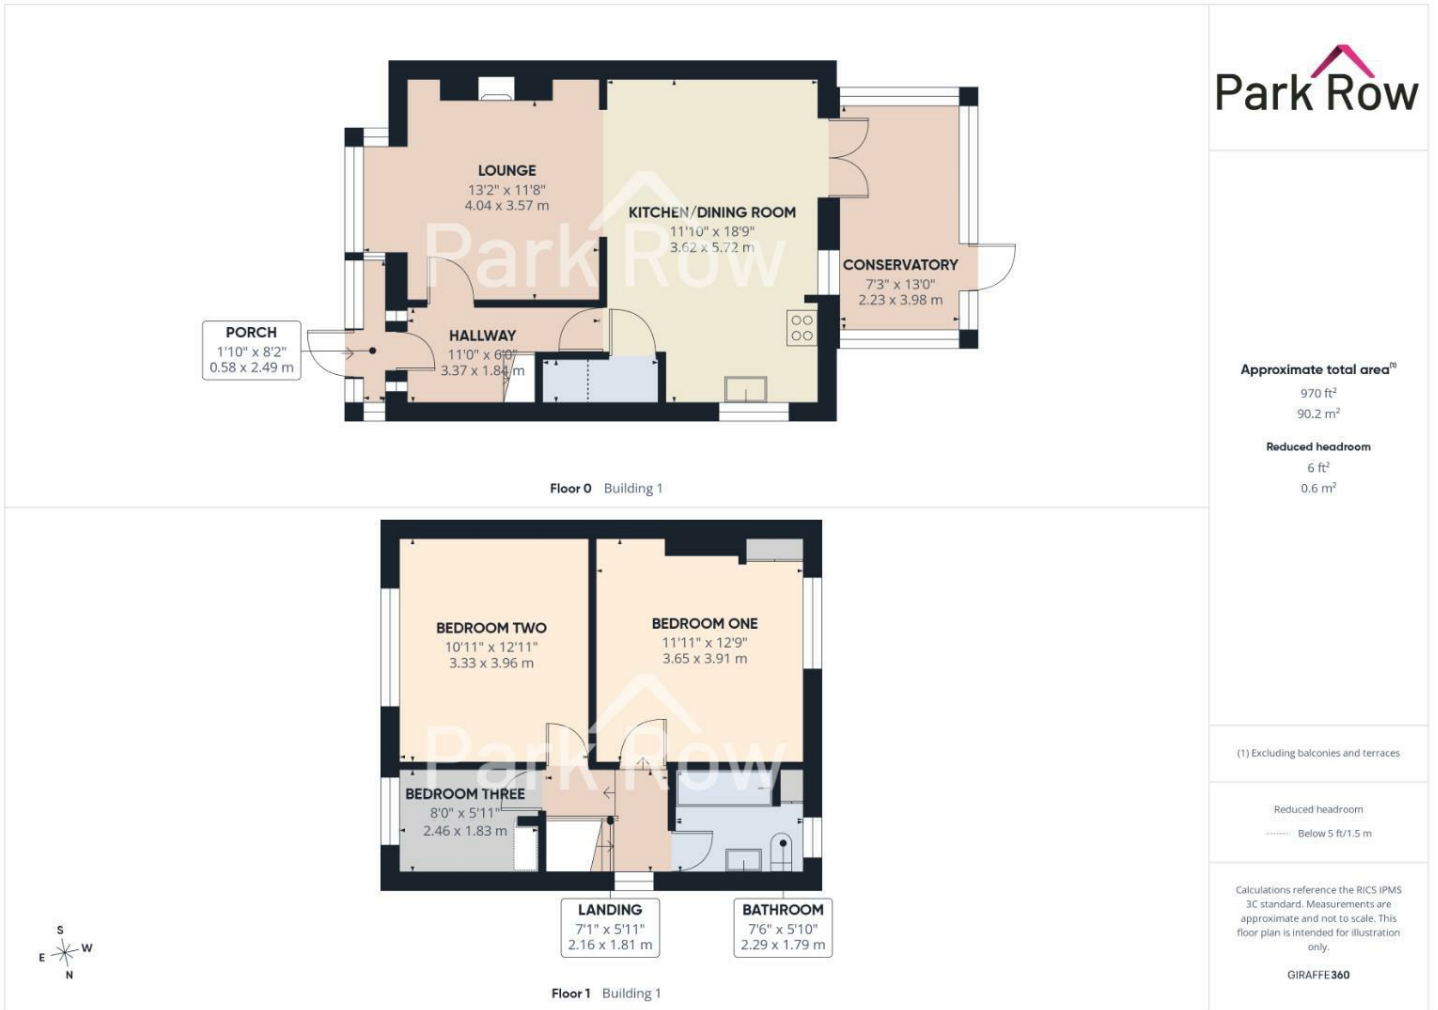 LOUNGE
13'2" x 11'8"
4.04 x 3.57 m
KITCHEN/DINING ROOM
11'10" x 18'9"
3.62 x 5.72 m
CONSERVATORY
7'3" x 13'0"
2.23 x 3.98 m
PORCH
1'10" x 8'2"
0.58 x 2.49 m
HALLWAY
11'0" x 6'0"
3.37 x 1.84 m
Park Row
Floor 0 Building 1
BEDROOM TWO
10'11" x 12'11"
3.33 x 3.96 m
BEDROOM ONE
11'11" x 12'9"
3.65 x 3.91 m
Park Row
BEDROOM THREE
8'0" x 5'11"
2.46 x 1.83 m
LANDING
7'1" x 5'11"
2.16 x 1.81 m
BATHROOM
7'6" x 5'10"
2.29 x 1.79 m
S
W
E
N
Floor 1 Building 1
Park Row
Approximate total area(1)
970 ft²
90.2 m²
Reduced headroom
6 ft²
0.6 m²
(1) Excluding balconies and terraces
Reduced headroom
Below 5 ft/1.5 m
Calculations reference the RICS IPMS
3C standard. Measurements are
approximate and not to scale. This
floor plan is intended for illustration
only.
GIRAFFE360